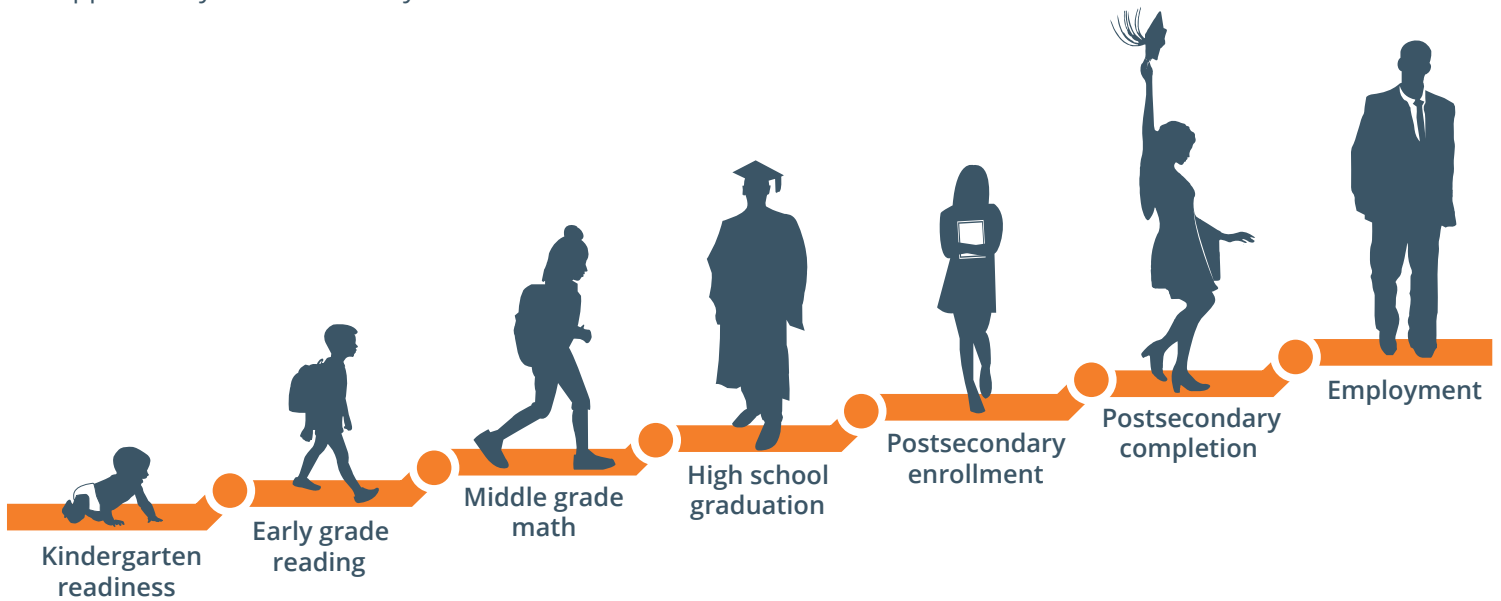 Kindergarten
readiness
Early grade
reading
Middle grade
math
High school
graduation
Postsecondary
enrollment
Postsecondary
completion
Employment